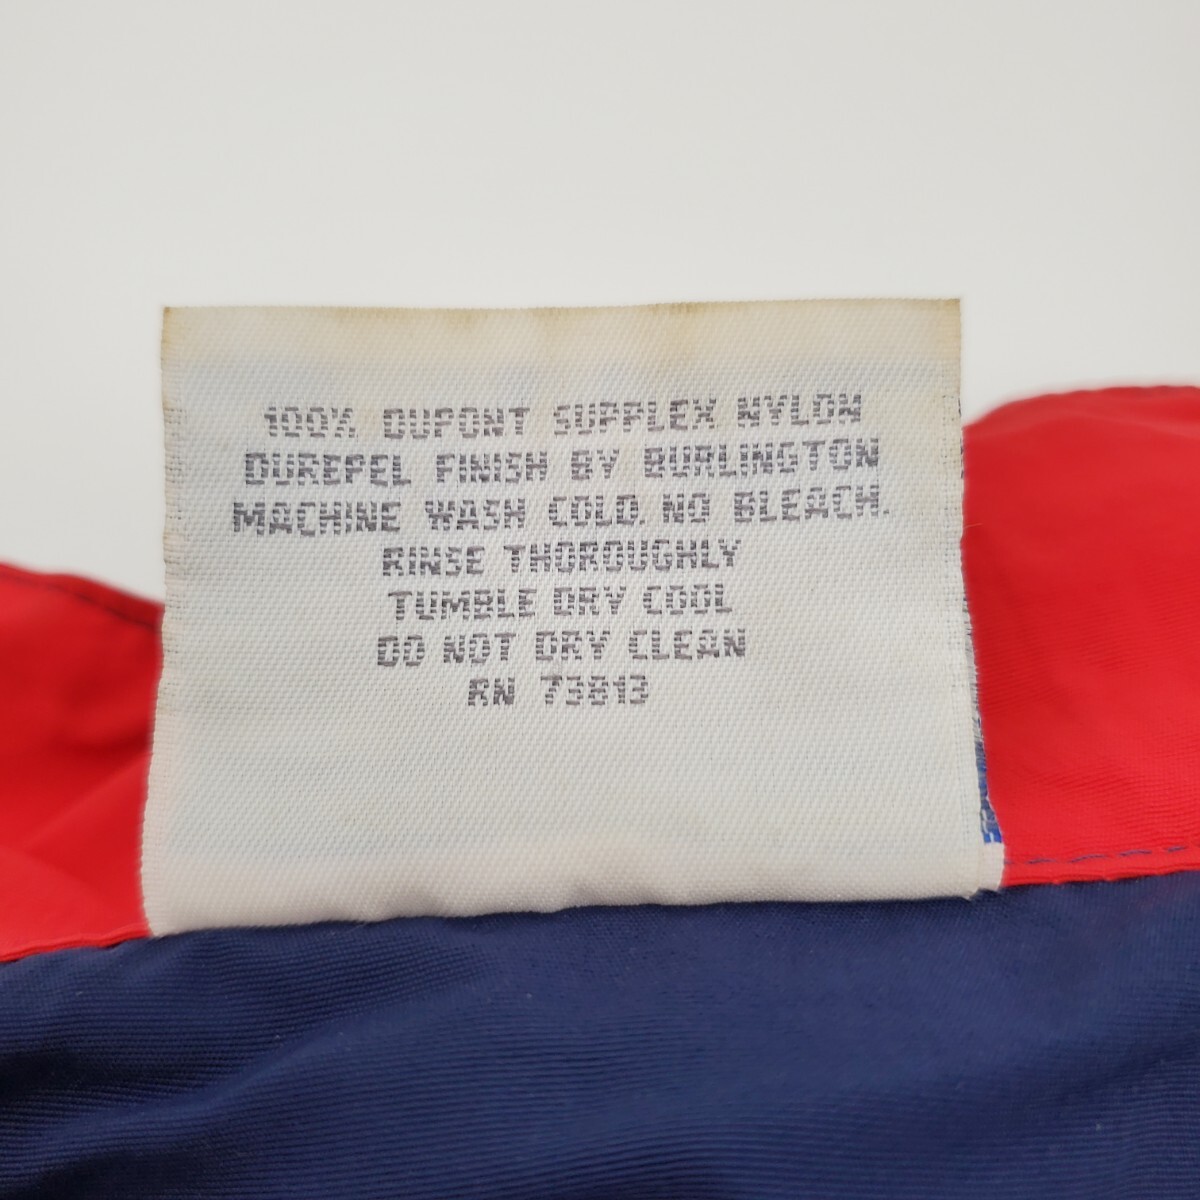 100% DUPONT SUPPLEX NYLON
DUREPEL FINISH BY BURLINGTON
MACHINE WASH COLD. NO BLEACH.
RINSE THOROUGHLY
TUMBLE DRY COOL
DO NOT DRY CLEAN
RN 73813